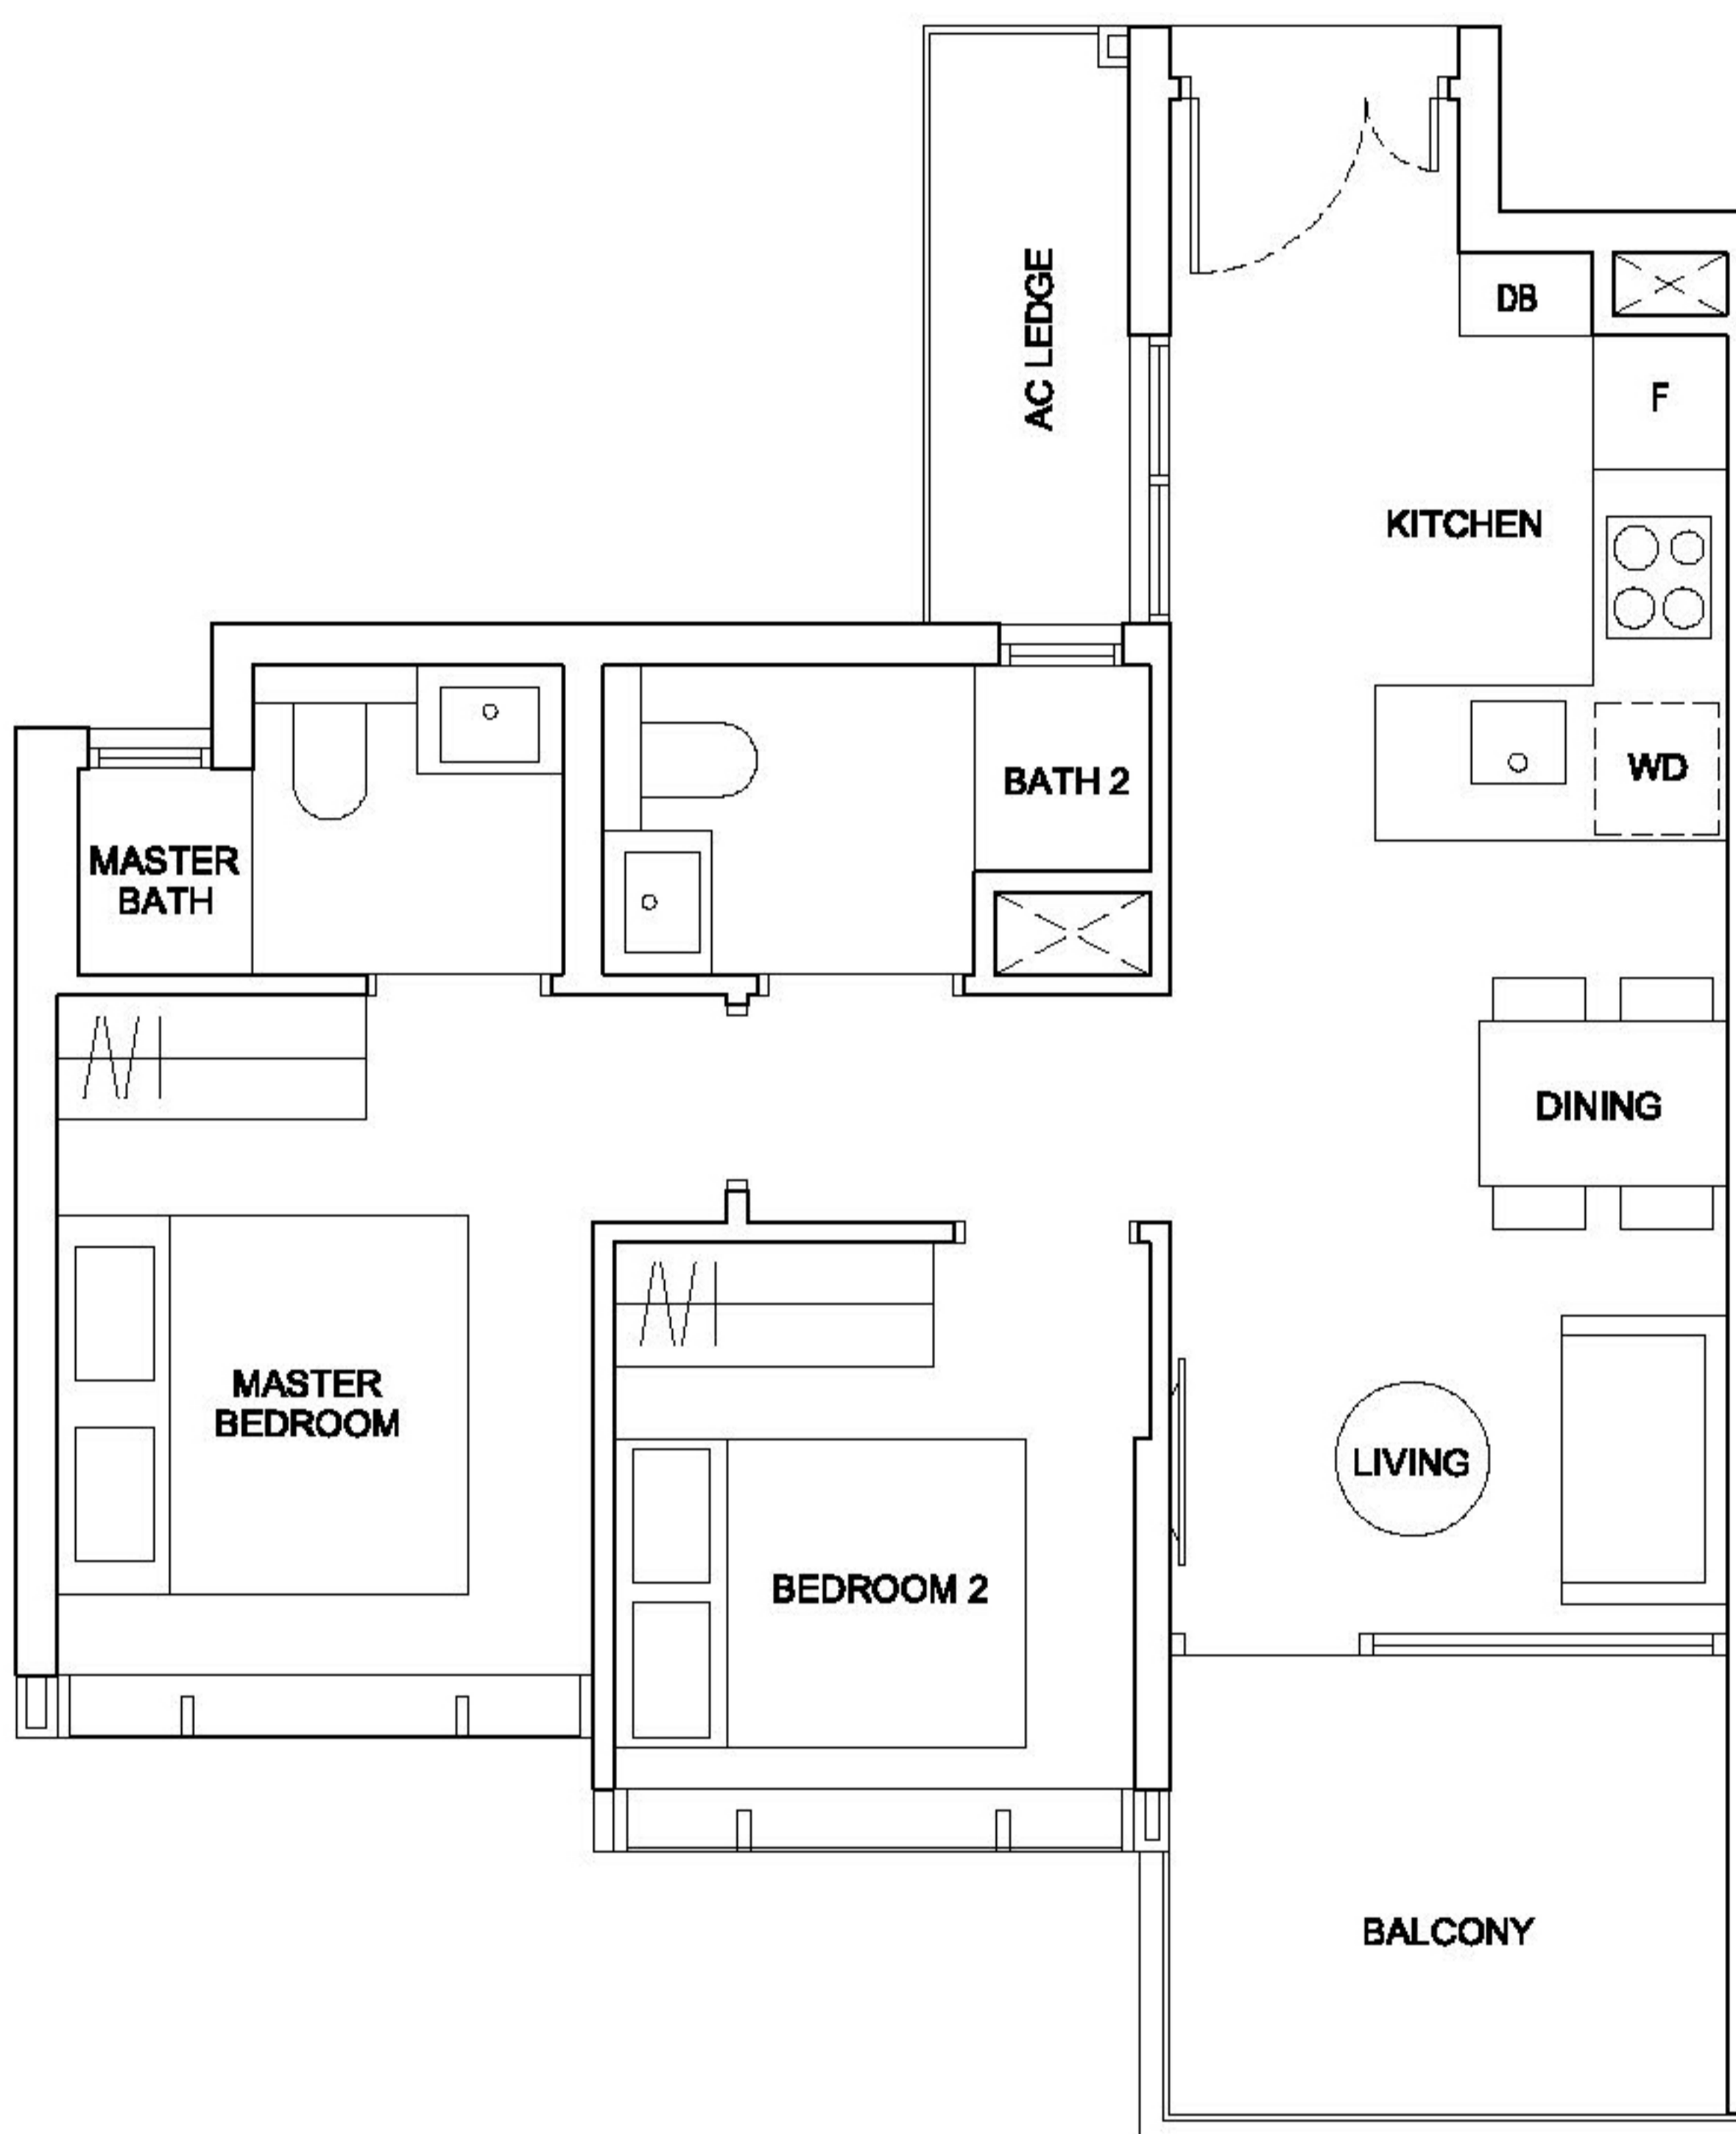 AC LEDGE
DB
F
KITCHEN
WD
BATH 2
MASTER
BATH
DINING
MASTER
BEDROOM
LIVING
BEDROOM 2
BALCONY